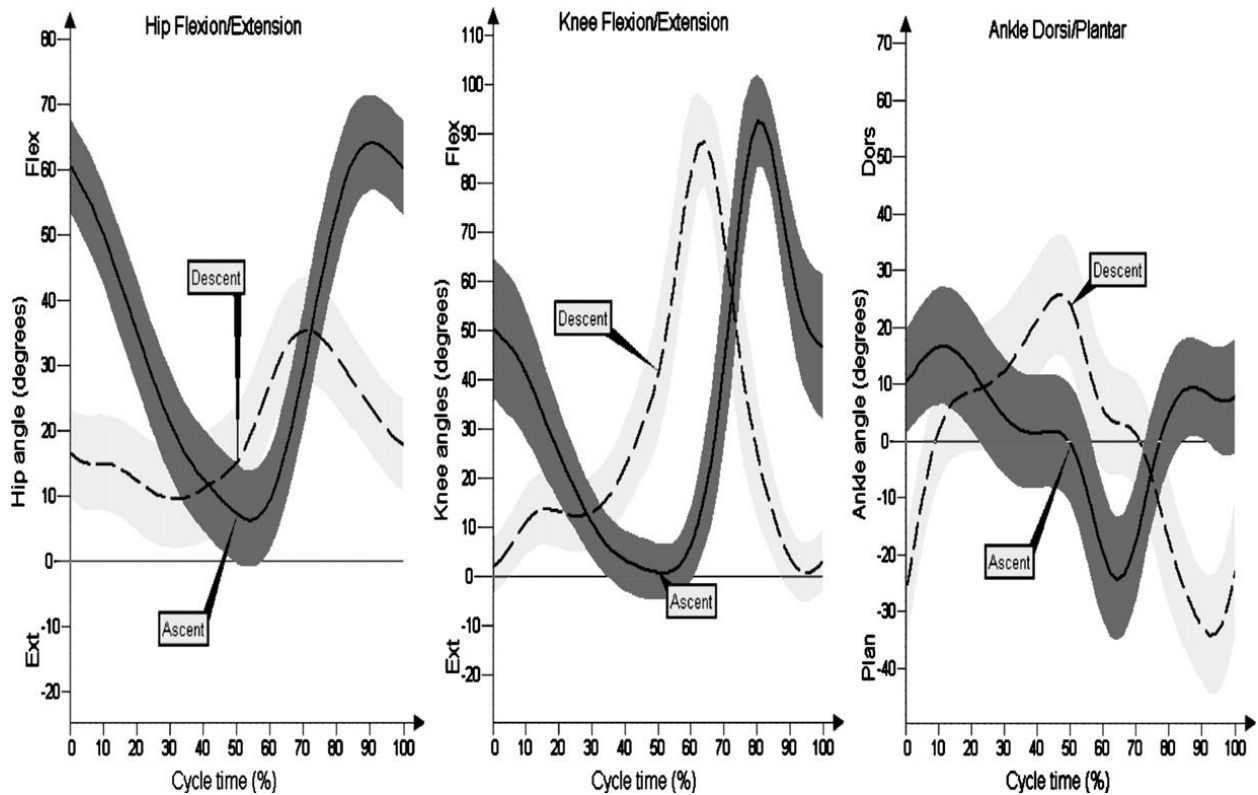 Hip Flexion/Extension
80
70
60
50
40
30
20
10
0
-10
-20
Flex
Hip angle (degrees)
Ext
Descent
Ascent
0 10 20 30 40 50 60 70 80 90 100
Cycle time (%)
Knee Flexion/Extension
110
100
90
80
70
60
50
40
30
20
10
0
-10
-20
Flex
Knee angles (degrees)
Ext
Descent
Ascent
0 10 20 30 40 50 60 70 80 90 100
Cycle time (%)
Ankle Dorsi/Plantar
70
60
50
40
30
20
10
0
-10
-20
-30
-40
Dors
Ankle angle (degrees)
Plan
Descent
Ascent
0 10 20 30 40 50 60 70 80 90 100
Cycle time (%)